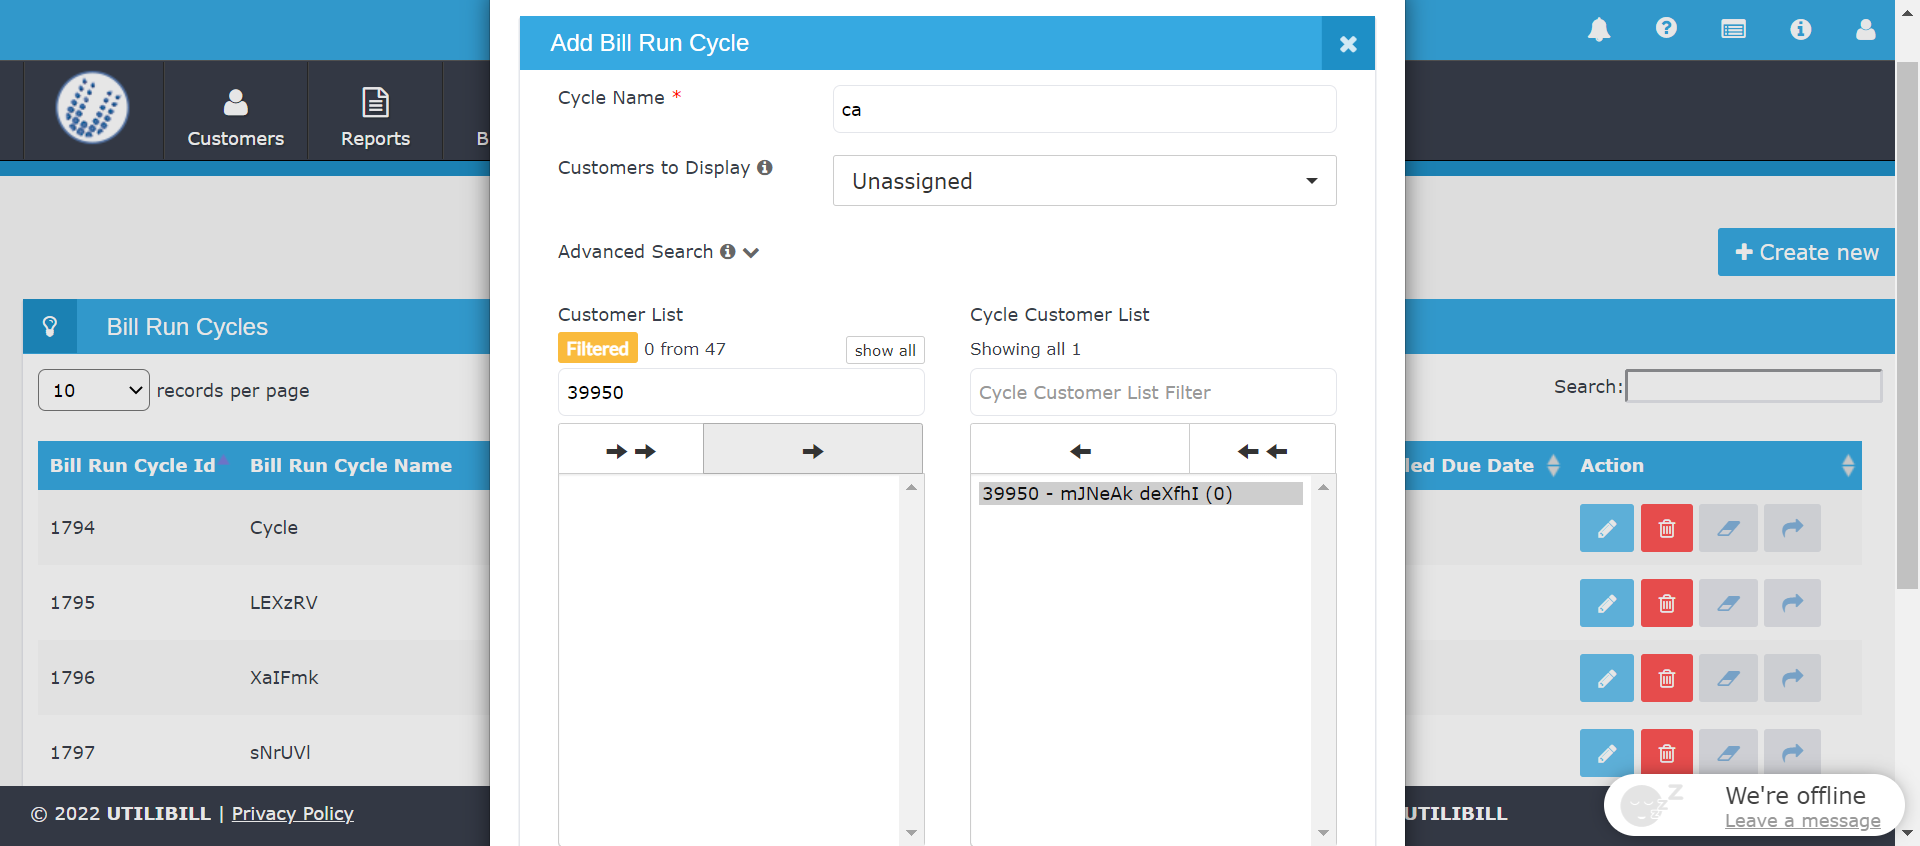 Add Bill Run Cycle
Customers
Reports
B
Cycle Name *
ca
Customers to Display
Unassigned
Advanced Search
+ Create new
Bill Run Cycles
Customer List
Filtered 0 from 47
show all
39950
Cycle Customer List
Showing all 1
Cycle Customer List Filter
39950 - mJNeAk deXfhI (0)
10 records per page
Search:
Bill Run Cycle Id
Bill Run Cycle Name
led Due Date
Action
1794
Cycle
1795
LEXzRV
1796
XaIFmk
1797
sNrUVl
© 2022 UTILIBILL | Privacy Policy
UTILIBILL
We're offline
Leave a message